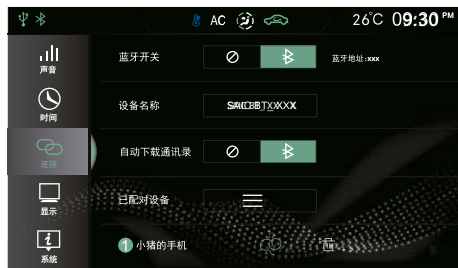 AC 26℃ 09:30 PM
声音
时间
连接
显示
系统
蓝牙开关 蓝牙地址:xxx
设备名称
自动下载通讯录
已配对设备
1 小猪的手机